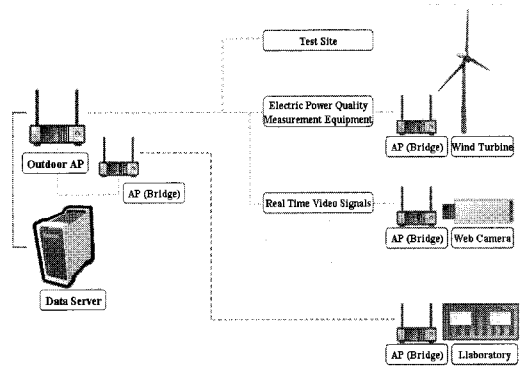 Test Site
Electric Power Quality
Measurement Equipment
Outdoor AP
AP (Bridge)
Wind Turbine
AP (Bridge)
Real Time Video Signals
AP (Bridge)
Web Camera
Data Server
AP (Bridge)
Llaboratory